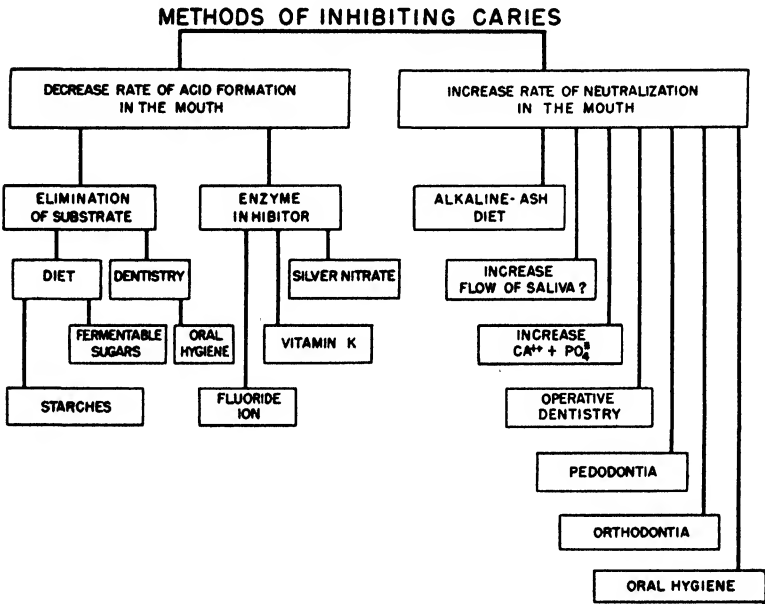 METHODS OF INHIBITING CARIES
DECREASE RATE OF ACID FORMATION
IN THE MOUTH
INCREASE RATE OF NEUTRALIZATION
IN THE MOUTH
ELIMINATION
OF SUBSTRATE
ENZYME
INHIBITOR
ALKALINE-ASH
DIET
DIET
DENTISTRY
SILVER NITRATE
INCREASE
FLOW OF SALIVA?
FERMENTABLE
SUGARS
ORAL
HYGIENE
VITAMIN K
INCREASE
CA⁺⁺ + PO₄⁼
STARCHES
FLUORIDE
ION
OPERATIVE
DENTISTRY
PEDODONTIA
ORTHODONTIA
ORAL HYGIENE